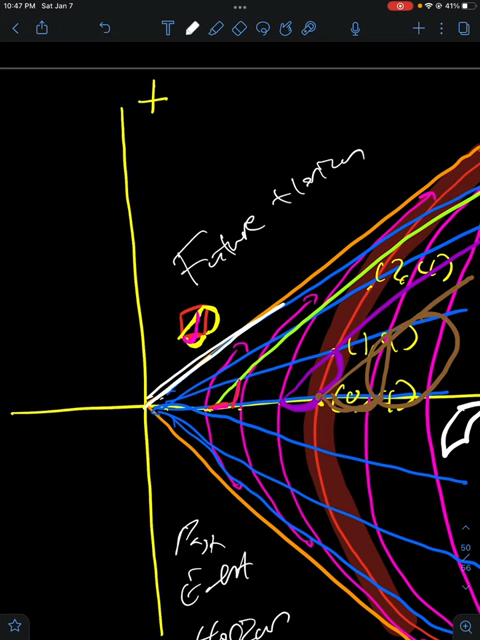 10:47 PM Sat Jan 7
41%
T
Future Horizon
(2, 1)
(1, 1)
(0, 1)
Past
Event
Horizon
50
56